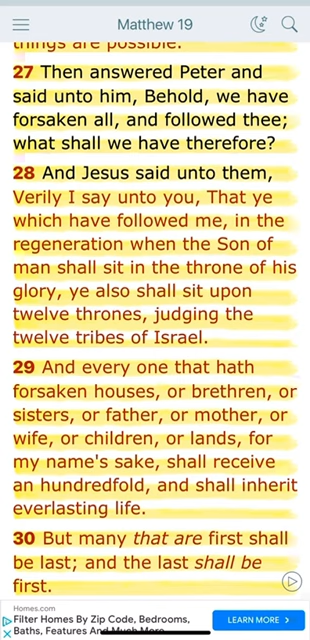 Matthew 19
things are possible.
27 Then answered Peter and
said unto him, Behold, we have
forsaken all, and followed thee;
what shall we have therefore?
28 And Jesus said unto them,
Verily I say unto you, That ye
which have followed me, in the
regeneration when the Son of
man shall sit in the throne of his
glory, ye also shall sit upon
twelve thrones, judging the
twelve tribes of Israel.
29 And every one that hath
forsaken houses, or brethren, or
sisters, or father, or mother, or
wife, or children, or lands, for
my name's sake, shall receive
an hundredfold, and shall inherit
everlasting life.
30 But many that are first shall
be last; and the last shall be
first.
Homes.com
Filter Homes By Zip Code, Bedrooms,
Baths, Features And Much More
LEARN MORE